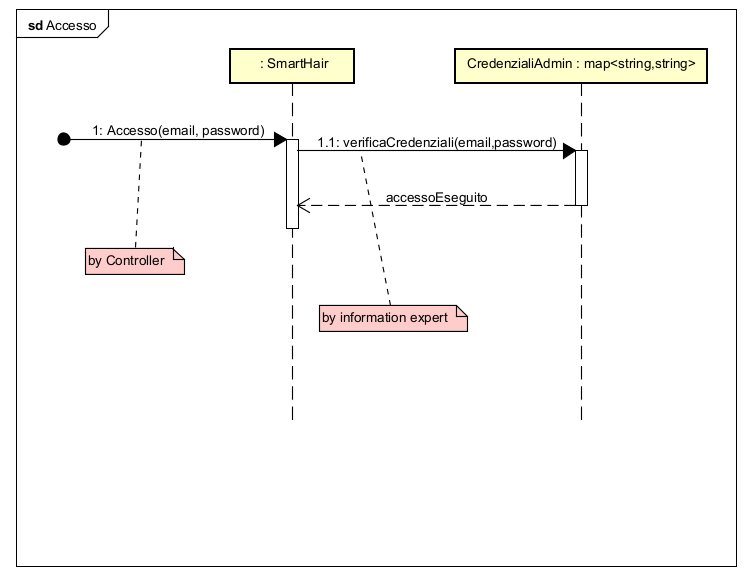 sd Accesso
: SmartHair
CredenzialiAdmin : map<string,string>
1: Accesso(email, password)
1.1: verificaCredenziali(email,password)
accessoEseguito
by Controller
by information expert